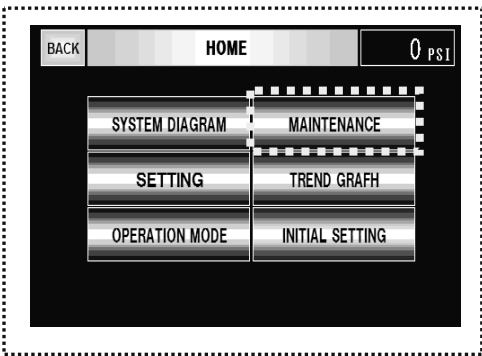 BACK HOME 0 PSI
SYSTEM DIAGRAM MAINTENANCE
SETTING TREND GRAFH
OPERATION MODE INITIAL SETTING